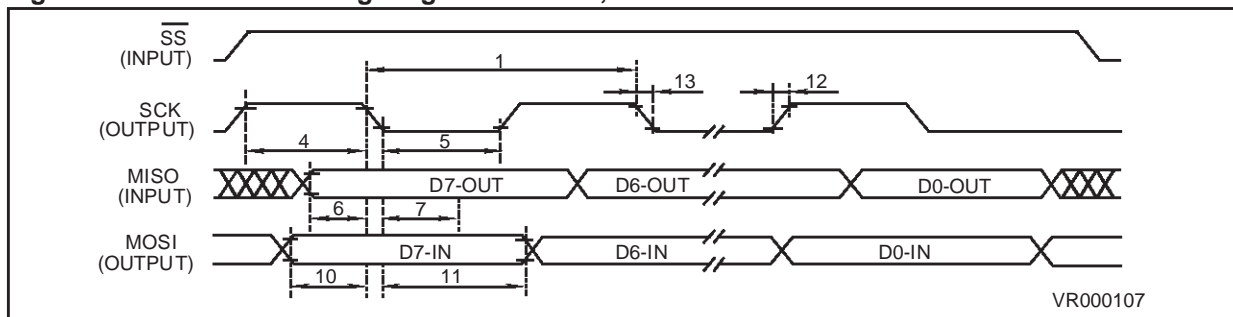 SS
(INPUT)
1
13
12
SCK
(OUTPUT)
4
5
MISO
(INPUT)
D7-OUT
D6-OUT
D0-OUT
6
7
MOSI
(OUTPUT)
D7-IN
D6-IN
D0-IN
10
11
VR000107